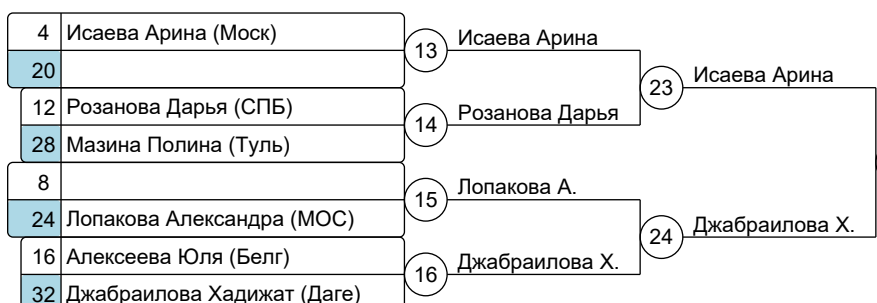 4 Исаева Арина (Моск)
20
12 Розанова Дарья (СПБ)
28 Мазина Полина (Туль)
8
24 Лопакова Александра (МОС)
16 Алексеева Юля (Белг)
32 Джабраилова Хадижат (Даге)
13 Исаева Арина
14 Розанова Дарья
15 Лопакова А.
16 Джабраилова Х.
23 Исаева Арина
24 Джабраилова Х.